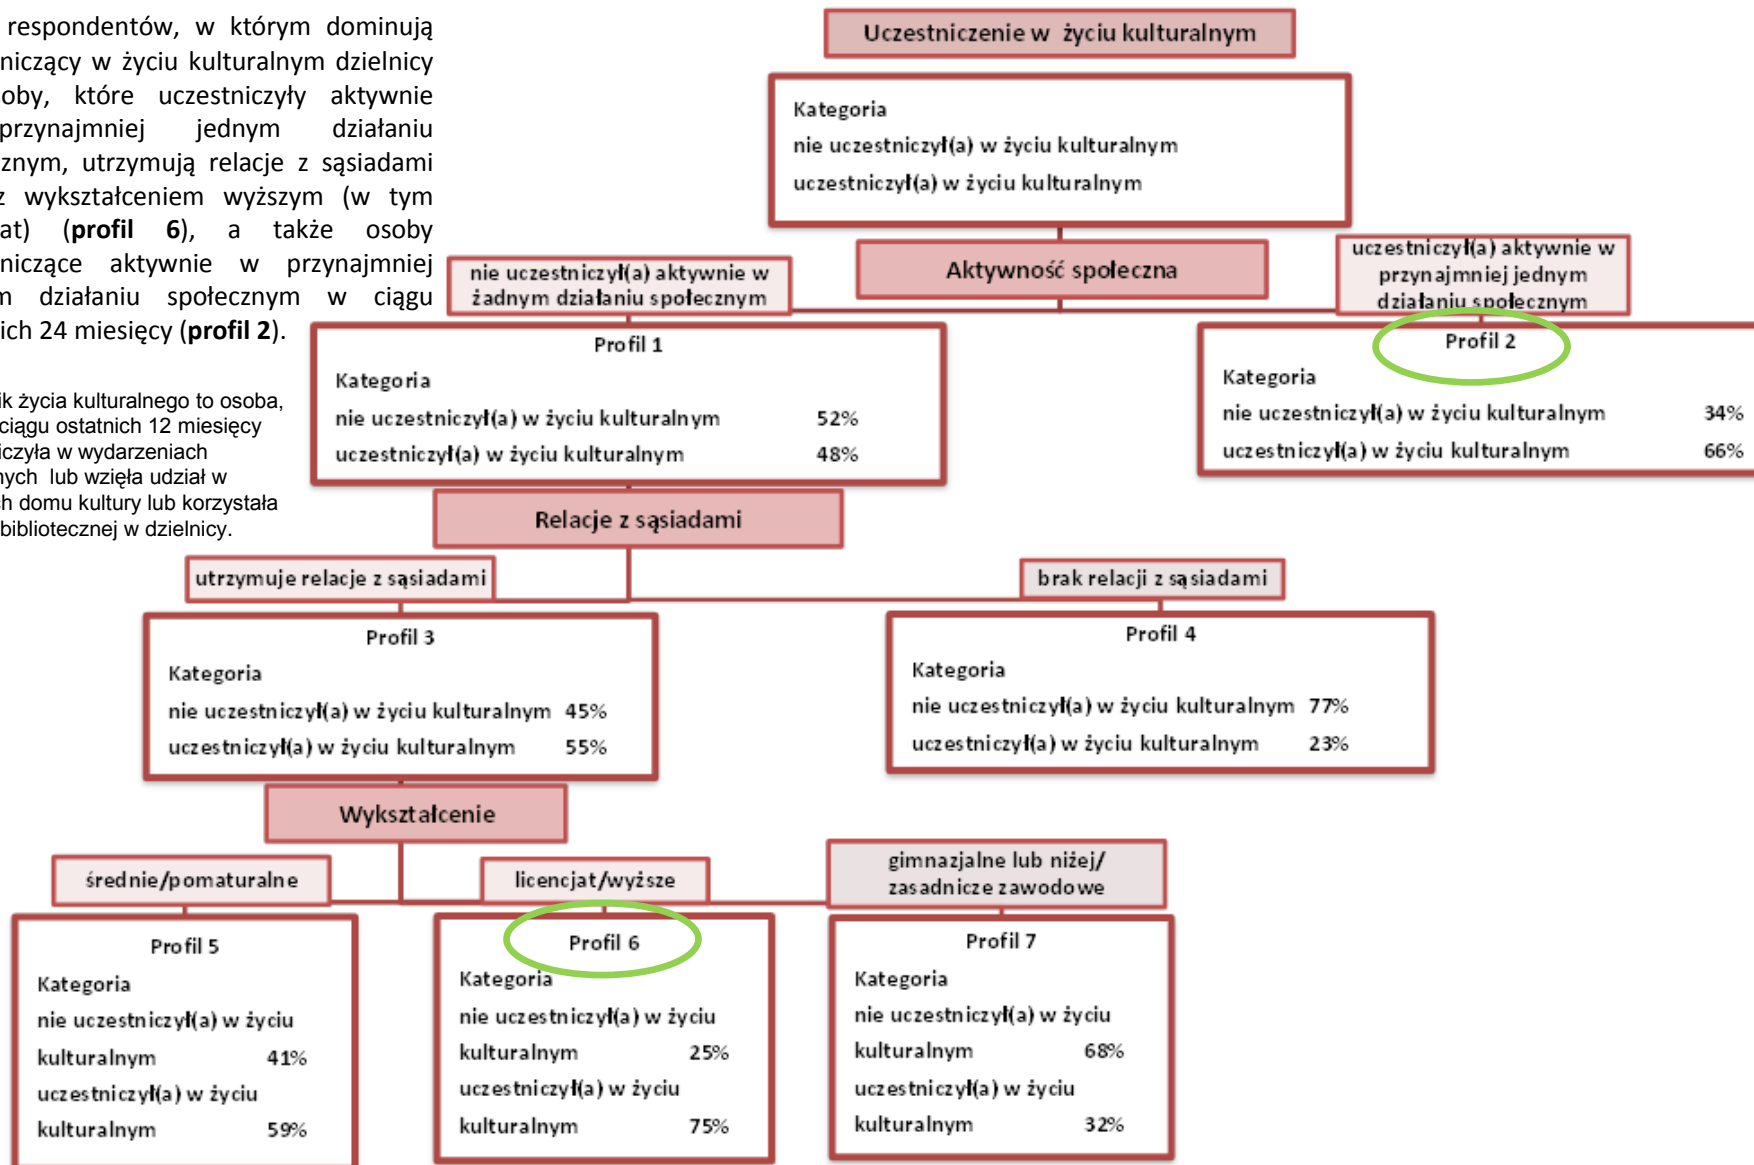 respondentów, w którym dominują
niczący w życiu kulturalnym dzielnicy
soby, które uczestniczyły aktywnie
przynajmniej jednym działaniu
cznym, utrzymują relacje z sąsiadami
z wykształceniem wyższym (w tym
at) (profil 6), a także osoby
niczące aktywnie w przynajmniej
m działaniu społecznym w ciągu
ich 24 miesięcy (profil 2).
ik życia kulturalnego to osoba,
ciągu ostatnich 12 miesięcy
iczyła w wydarzeniach
nych lub wzięła udział w
ch domu kultury lub korzystała
bibliotecznej w dzielnicy.
Uczestniczenie w życiu kulturalnym
Kategoria
nie uczestniczył(a) w życiu kulturalnym
uczestniczył(a) w życiu kulturalnym
Aktywność społeczna
nie uczestniczył(a) aktywnie w
żadnym działaniu społecznym
uczestniczył(a) aktywnie w
przynajmniej jednym
działaniu społecznym
Profil 1
Kategoria
nie uczestniczył(a) w życiu kulturalnym 52%
uczestniczył(a) w życiu kulturalnym 48%
Profil 2
Kategoria
nie uczestniczył(a) w życiu kulturalnym 34%
uczestniczył(a) w życiu kulturalnym 66%
Relacje z sąsiadami
utrzymuje relacje z sąsiadami
brak relacji z sąsiadami
Profil 3
Kategoria
nie uczestniczył(a) w życiu kulturalnym 45%
uczestniczył(a) w życiu kulturalnym 55%
Profil 4
Kategoria
nie uczestniczył(a) w życiu kulturalnym 77%
uczestniczył(a) w życiu kulturalnym 23%
Wykształcenie
średnie/pomaturalne
licencjat/wyższe
gimnazjalne lub niżej/
zasadnicze zawodowe
Profil 5
Kategoria
nie uczestniczył(a) w życiu
kulturalnym 41%
uczestniczył(a) w życiu
kulturalnym 59%
Profil 6
Kategoria
nie uczestniczył(a) w życiu
kulturalnym 25%
uczestniczył(a) w życiu
kulturalnym 75%
Profil 7
Kategoria
nie uczestniczył(a) w życiu
kulturalnym 68%
uczestniczył(a) w życiu
kulturalnym 32%